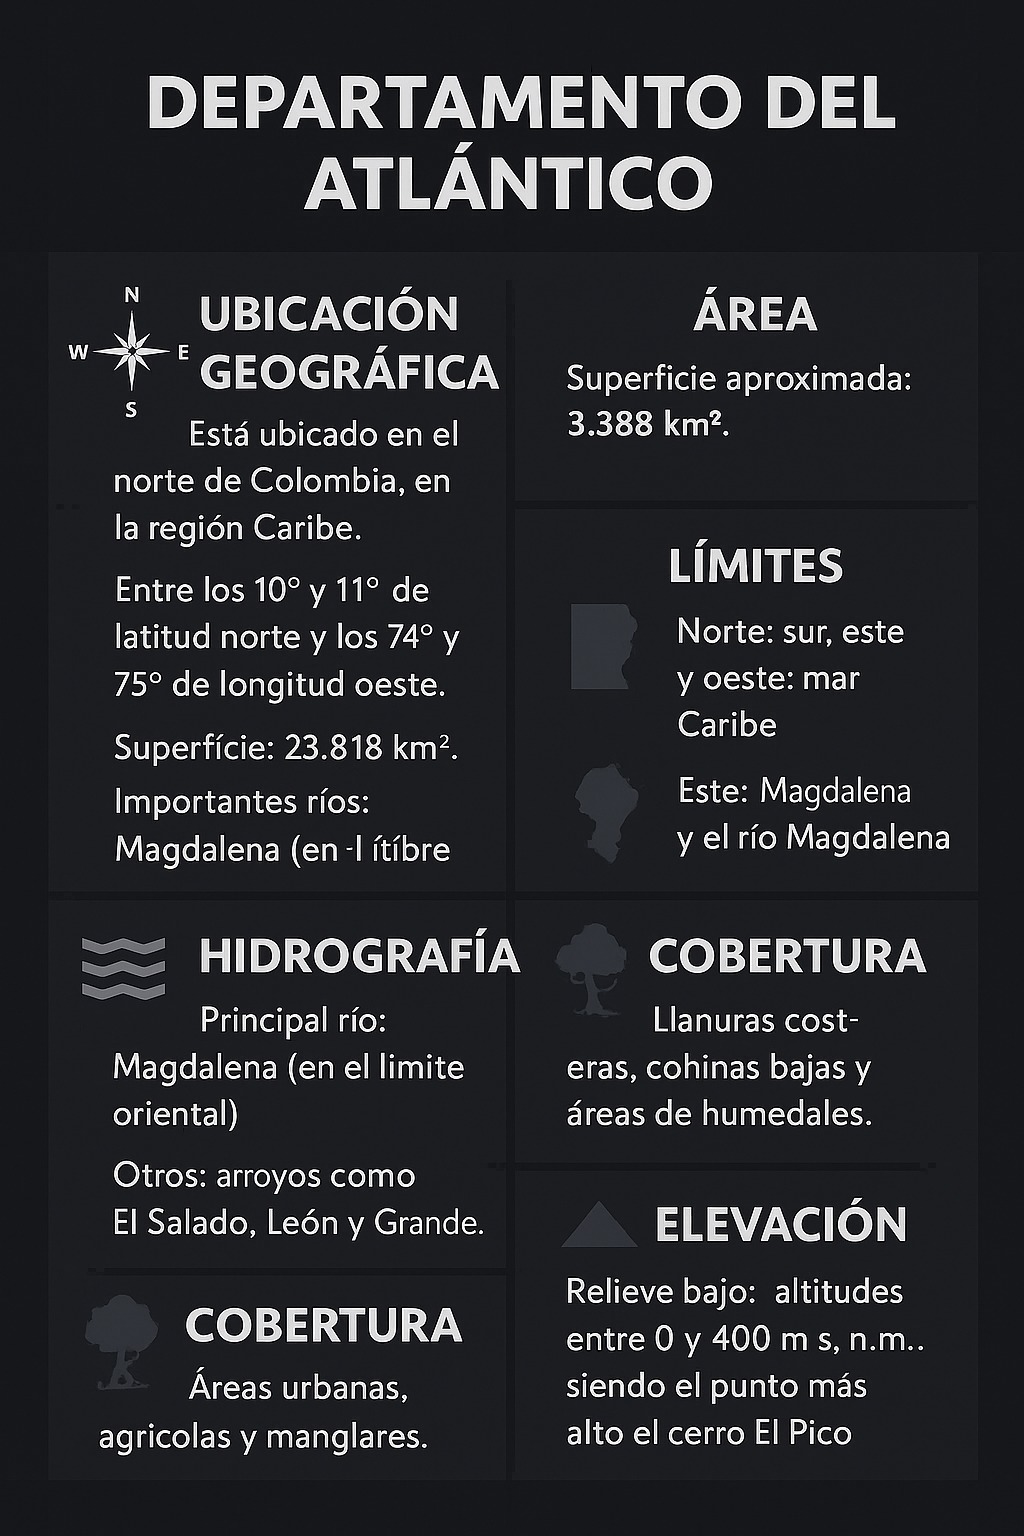 DEPARTAMENTO DEL
ATLÁNTICO
N
W E
S
UBICACIÓN
GEOGRÁFICA
Está ubicado en el
norte de Colombia, en
la región Caribe.
Entre los 10° y 11° de
latitud norte y los 74° y
75° de longitud oeste.
Superfície: 23.818 km².
Importantes ríos:
Magdalena (en -l ítíbre
ÁREA
Superficie aproximada:
3.388 km².
LÍMITES
Norte: sur, este
y oeste: mar
Caribe
Este: Magdalena
y el río Magdalena
HIDROGRAFÍA
Principal río:
Magdalena (en el limite
oriental)
Otros: arroyos como
El Salado, León y Grande.
COBERTURA
Llanuras cost-
eras, cohinas bajas y
áreas de humedales.
COBERTURA
Áreas urbanas,
agricolas y manglares.
ELEVACIÓN
Relieve bajo: altitudes
entre 0 y 400 m s, n.m..
siendo el punto más
alto el cerro El Pico